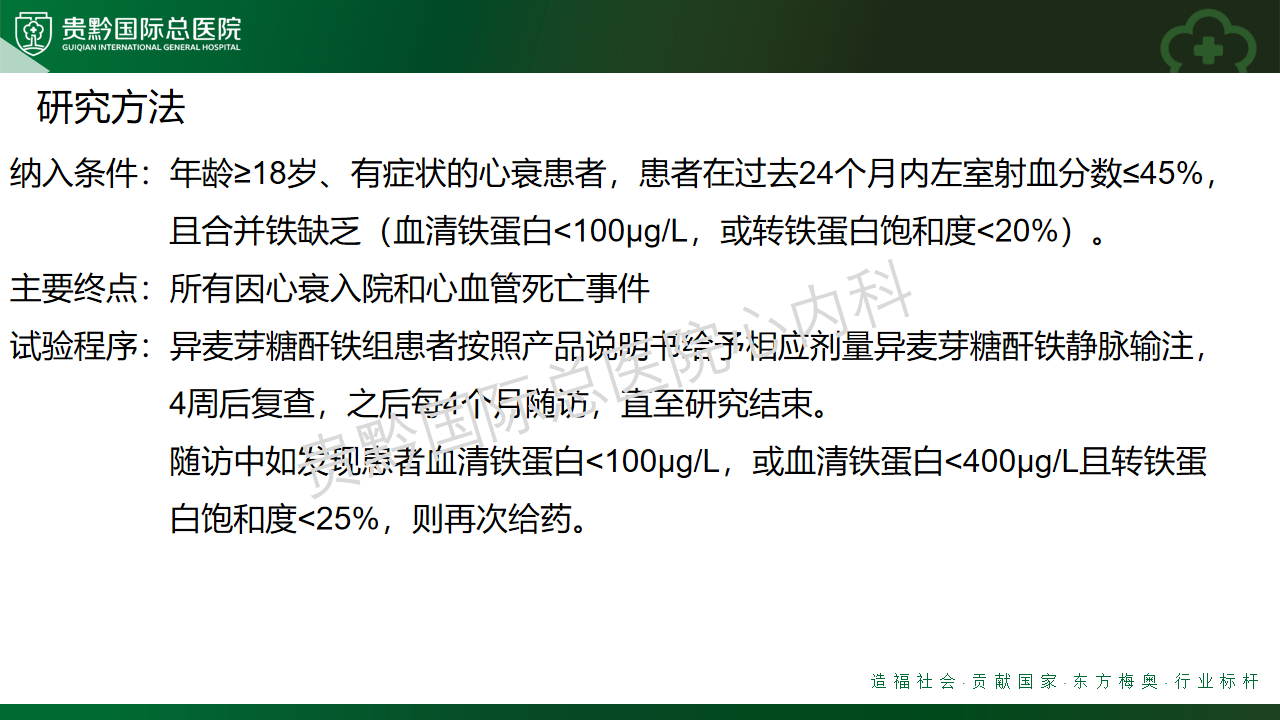 贵黔国际总医院
GUIQIAN INTERNATIONAL GENERAL HOSPITAL
研究方法
纳入条件：年龄≥18岁、有症状的心衰患者，患者在过去24个月内左室射血分数≤45%，
且合并铁缺乏（血清铁蛋白<100μg/L，或转铁蛋白饱和度<20%）。
主要终点：所有因心衰入院和心血管死亡事件
试验程序：异麦芽糖酐铁组患者按照产品说明书给予相应剂量异麦芽糖酐铁静脉输注，
4周后复查，之后每4个月随访，直至研究结束。
随访中如发现患者血清铁蛋白<100μg/L，或血清铁蛋白<400μg/L且转铁蛋
白饱和度<25%，则再次给药。
贵黔国际总医院心内科
造福社会·贡献国家·东方梅奥·行业标杆